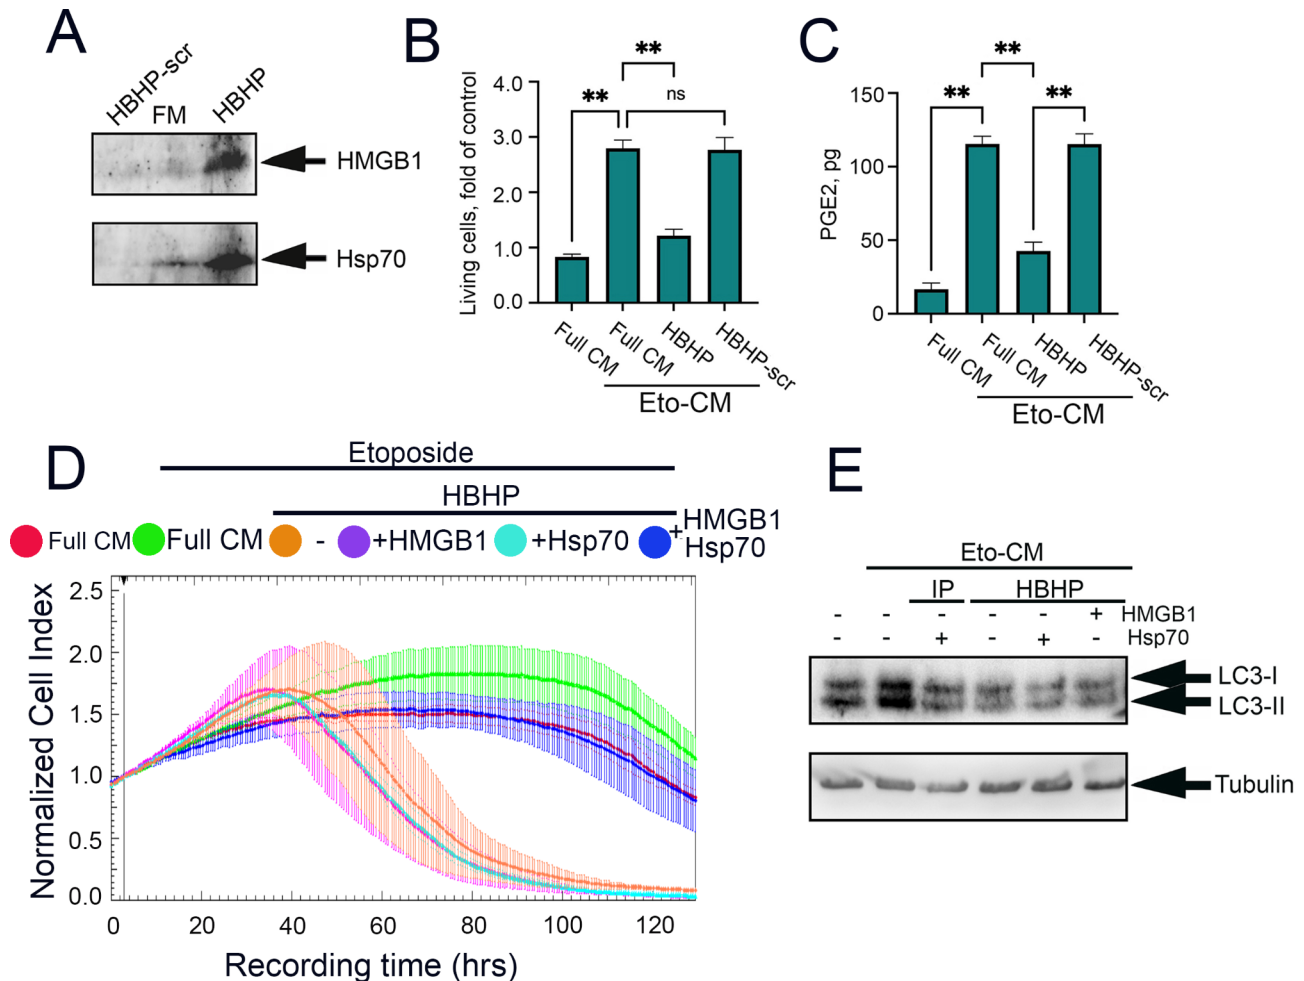 A
HBHP-scr
FM
HBHP
HMGB1
Hsp70
B
Living cells, fold of control
4.0
3.0
2.0
1.0
0.0
**
**
ns
Full CM
Full CM
HBHP
HBHP-scr
Eto-CM
C
PGE2, pg
150
100
50
0
**
**
**
Full CM
Full CM
HBHP
HBHP-scr
Eto-CM
D
Etoposide
HBHP
Full CM
Full CM
-
+HMGB1
+Hsp70
+HMGB1
Hsp70
Normalized Cell Index
2.5
2.0
1.5
1.0
0.5
0.0
0 20 40 60 80 100 120
Recording time (hrs)
E
Eto-CM
IP HBHP
- - - + HMGB1
- - + - + - Hsp70
LC3-I
LC3-II
Tubulin